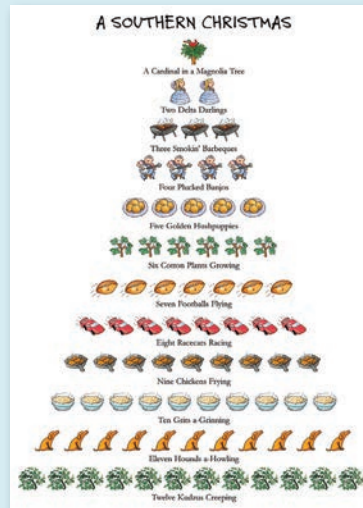 A SOUTHERN CHRISTMAS
A Cardinal in a Magnolia Tree
Two Delta Darlings
Three Smokin' Barbeques
Four Plucked Banjos
Five Golden Hushpuppies
Six Cotton Plants Growing
Seven Footballs Flying
Eight Racecars Racing
Nine Chickens Frying
Ten Grits a-Grinning
Eleven Hounds a-Howling
Twelve Kudzus Creeping